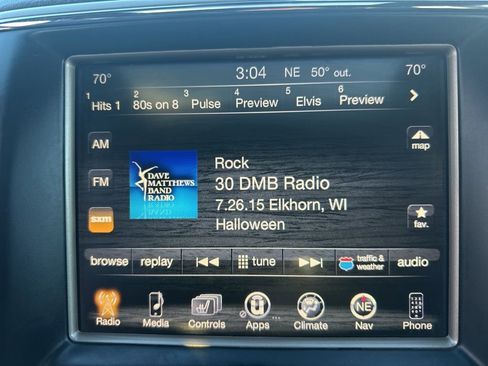 70° 3:04 NE 50° out. 70°
1 Hits 1 2 80s on 8 3 Pulse 4 Preview 5 Elvis 6 Preview
AM
FM
sxm
DAVE
MATTHEWS
BAND
RADIO
Rock
30 DMB Radio
7.26.15 Elkhorn, WI
Halloween
map
fav.
browse replay tune traffic & weather audio
Radio Media Controls Apps Climate NE Nav Phone